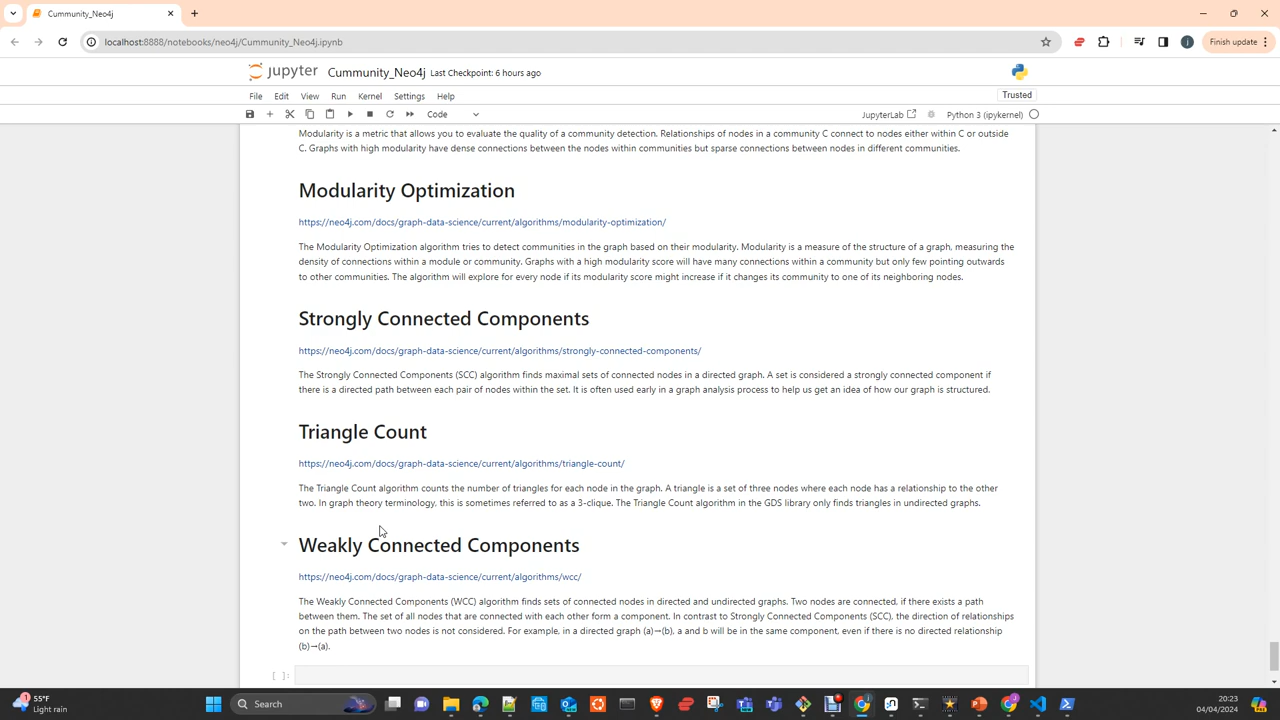 Cummunity_Neo4j
localhost:8888/notebooks/neo4j/Cummunity_Neo4j.ipynb
j
Finish update
jupyter Cummunity_Neo4j Last Checkpoint: 6 hours ago
File Edit View Run Kernel Settings Help
Trusted
Code
JupyterLab
Python 3 (ipykernel)
Modularity is a metric that allows you to evaluate the quality of a community detection. Relationships of nodes in a community C connect to nodes either within C or outside
C. Graphs with high modularity have dense connections between the nodes within communities but sparse connections between nodes in different communities.
Modularity Optimization
https://neo4j.com/docs/graph-data-science/current/algorithms/modularity-optimization/
The Modularity Optimization algorithm tries to detect communities in the graph based on their modularity. Modularity is a measure of the structure of a graph, measuring the
density of connections within a module or community. Graphs with a high modularity score will have many connections within a community but only few pointing outwards
to other communities. The algorithm will explore for every node if its modularity score might increase if it changes its community to one of its neighboring nodes.
Strongly Connected Components
https://neo4j.com/docs/graph-data-science/current/algorithms/strongly-connected-components/
The Strongly Connected Components (SCC) algorithm finds maximal sets of connected nodes in a directed graph. A set is considered a strongly connected component if
there is a directed path between each pair of nodes within the set. It is often used early in a graph analysis process to help us get an idea of how our graph is structured.
Triangle Count
https://neo4j.com/docs/graph-data-science/current/algorithms/triangle-count/
The Triangle Count algorithm counts the number of triangles for each node in the graph. A triangle is a set of three nodes where each node has a relationship to the other
two. In graph theory terminology, this is sometimes referred to as a 3-clique. The Triangle Count algorithm in the GDS library only finds triangles in undirected graphs.
Weakly Connected Components
https://neo4j.com/docs/graph-data-science/current/algorithms/wcc/
The Weakly Connected Components (WCC) algorithm finds sets of connected nodes in directed and undirected graphs. Two nodes are connected, if there exists a path
between them. The set of all nodes that are connected with each other form a component. In contrast to Strongly Connected Components (SCC), the direction of relationships
on the path between two nodes is not considered. For example, in a directed graph (a)→(b), a and b will be in the same component, even if there is no directed relationship
(b)→(a).
[ ]:
1
55°F
Light rain
Search
20:23
04/04/2024